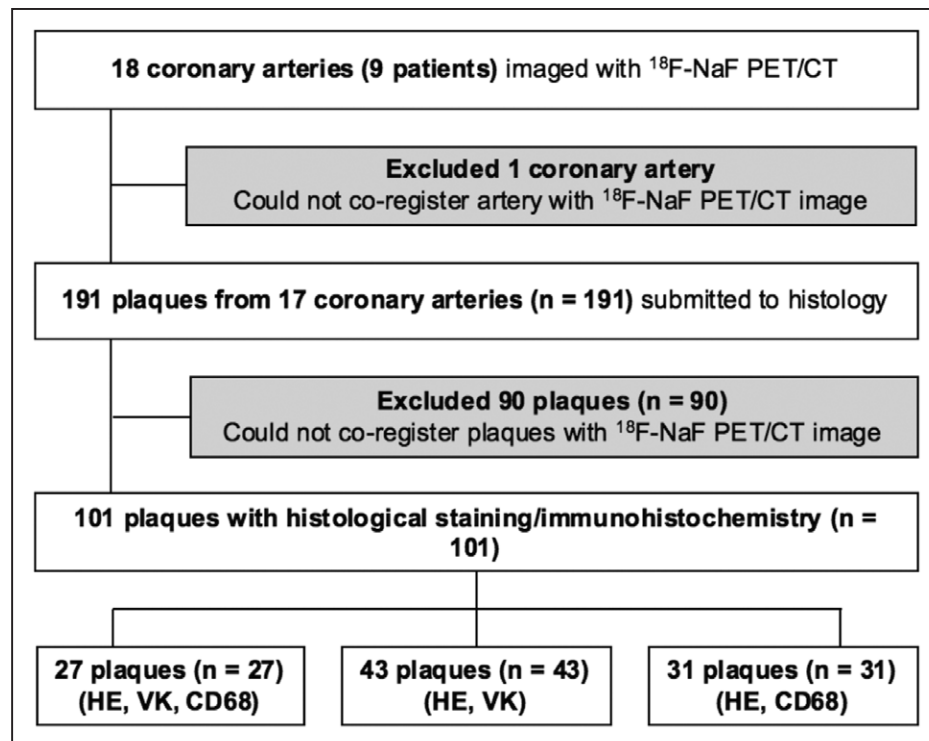 18 coronary arteries (9 patients) imaged with ¹⁸F-NaF PET/CT
Excluded 1 coronary artery
Could not co-register artery with ¹⁸F-NaF PET/CT image
191 plaques from 17 coronary arteries (n = 191) submitted to histology
Excluded 90 plaques (n = 90)
Could not co-register plaques with ¹⁸F-NaF PET/CT image
101 plaques with histological staining/immunohistochemistry (n =
101)
27 plaques (n = 27)
(HE, VK, CD68)
43 plaques (n = 43)
(HE, VK)
31 plaques (n = 31)
(HE, CD68)